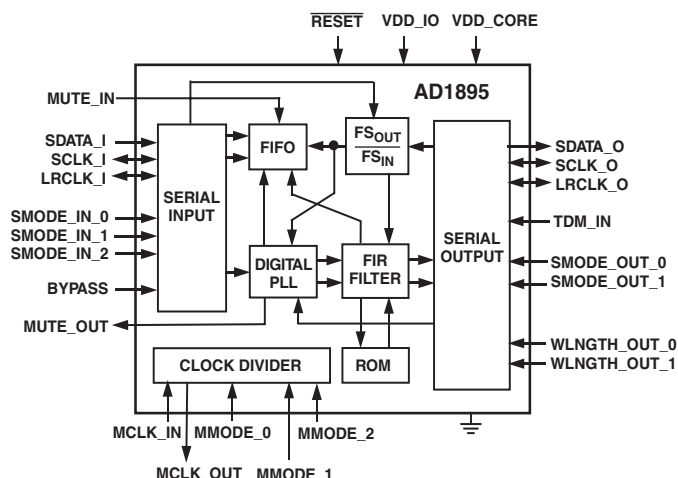 RESET VDD_IO VDD_CORE
AD1895
MUTE_IN
SDATA_I
SCLK_I
LRCLK_I
SMODE_IN_0
SMODE_IN_1
SMODE_IN_2
BYPASS
MUTE_OUT
SERIAL
INPUT
FIFO
FSOUT
FSIN
DIGITAL
PLL
FIR
FILTER
ROM
CLOCK DIVIDER
SERIAL
OUTPUT
SDATA_O
SCLK_O
LRCLK_O
TDM_IN
SMODE_OUT_0
SMODE_OUT_1
WLNGTH_OUT_0
WLNGTH_OUT_1
MCLK_IN MMODE_0 MMODE_2
MCLK_OUT MMODE_1